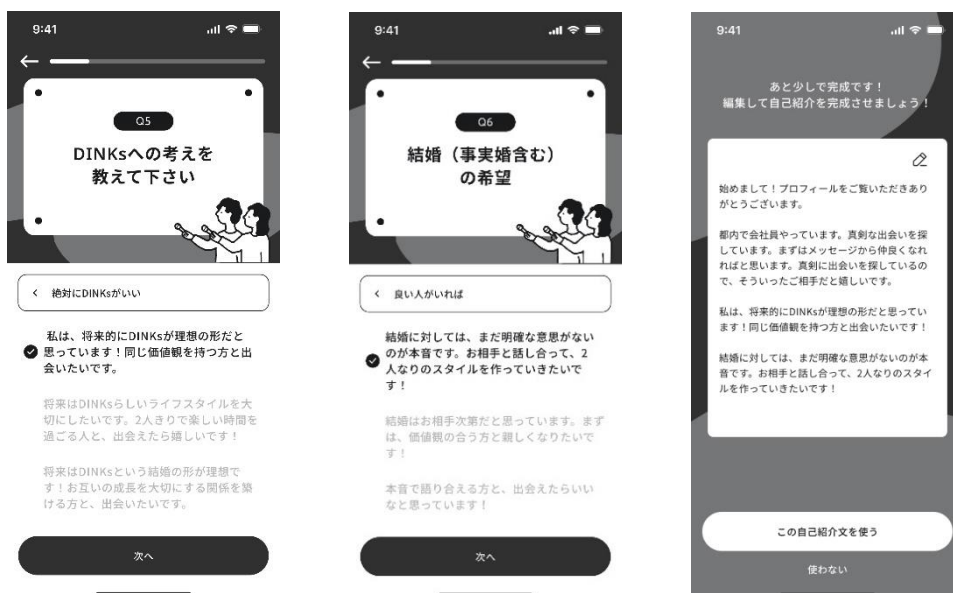 9:41
Q5
DINKsへの考えを
教えて下さい
< 絶対にDINKsがいい
私は、将来的にDINKsが理想の形だと
思っています！同じ価値観を持つ方と出
会いたいです。
将来はDINKsらしいライフスタイルを大
切にしたいです。2人きりで楽しい時間を
過ごる人と、出会えたら嬉しいです！
将来はDINKsという結婚の形が理想で
す！お互いの成長を大切にする関係を築
ける方と、出会いたいです。
次へ
9:41
Q6
結婚（事実婚含む）
の希望
< 良い人がいれば
結婚に対しては、まだ明確な意思がない
のが本音です。お相手と話し合って、2
人なりのスタイルを作っていきたいで
す！
結婚はお相手次第だと思っています。まず
は、価値観の合う方と親しくなりたいで
す！
本音で語り合える方と、出会えたらいい
なと思っています！
次へ
9:41
あと少しで完成です！
編集して自己紹介を完成させましょう！
始めまして！プロフィールをご覧いただきあり
がとうございます。
都内で会社員やっています。真剣な出会いを探
しています。まずはメッセージから仲良くなれ
ればと思います。真剣に出会いを探しているの
で、そういったご相手だと嬉しいです。
私は、将来的にDINKsが理想の形だと思ってい
ます！同じ価値観を持つ方と出会いたいです！
結婚に対しては、まだ明確な意思がないのが本
音です。お相手と話し合って、2人なりのスタイ
ルを作っていきたいです！
この自己紹介文を使う
使わない